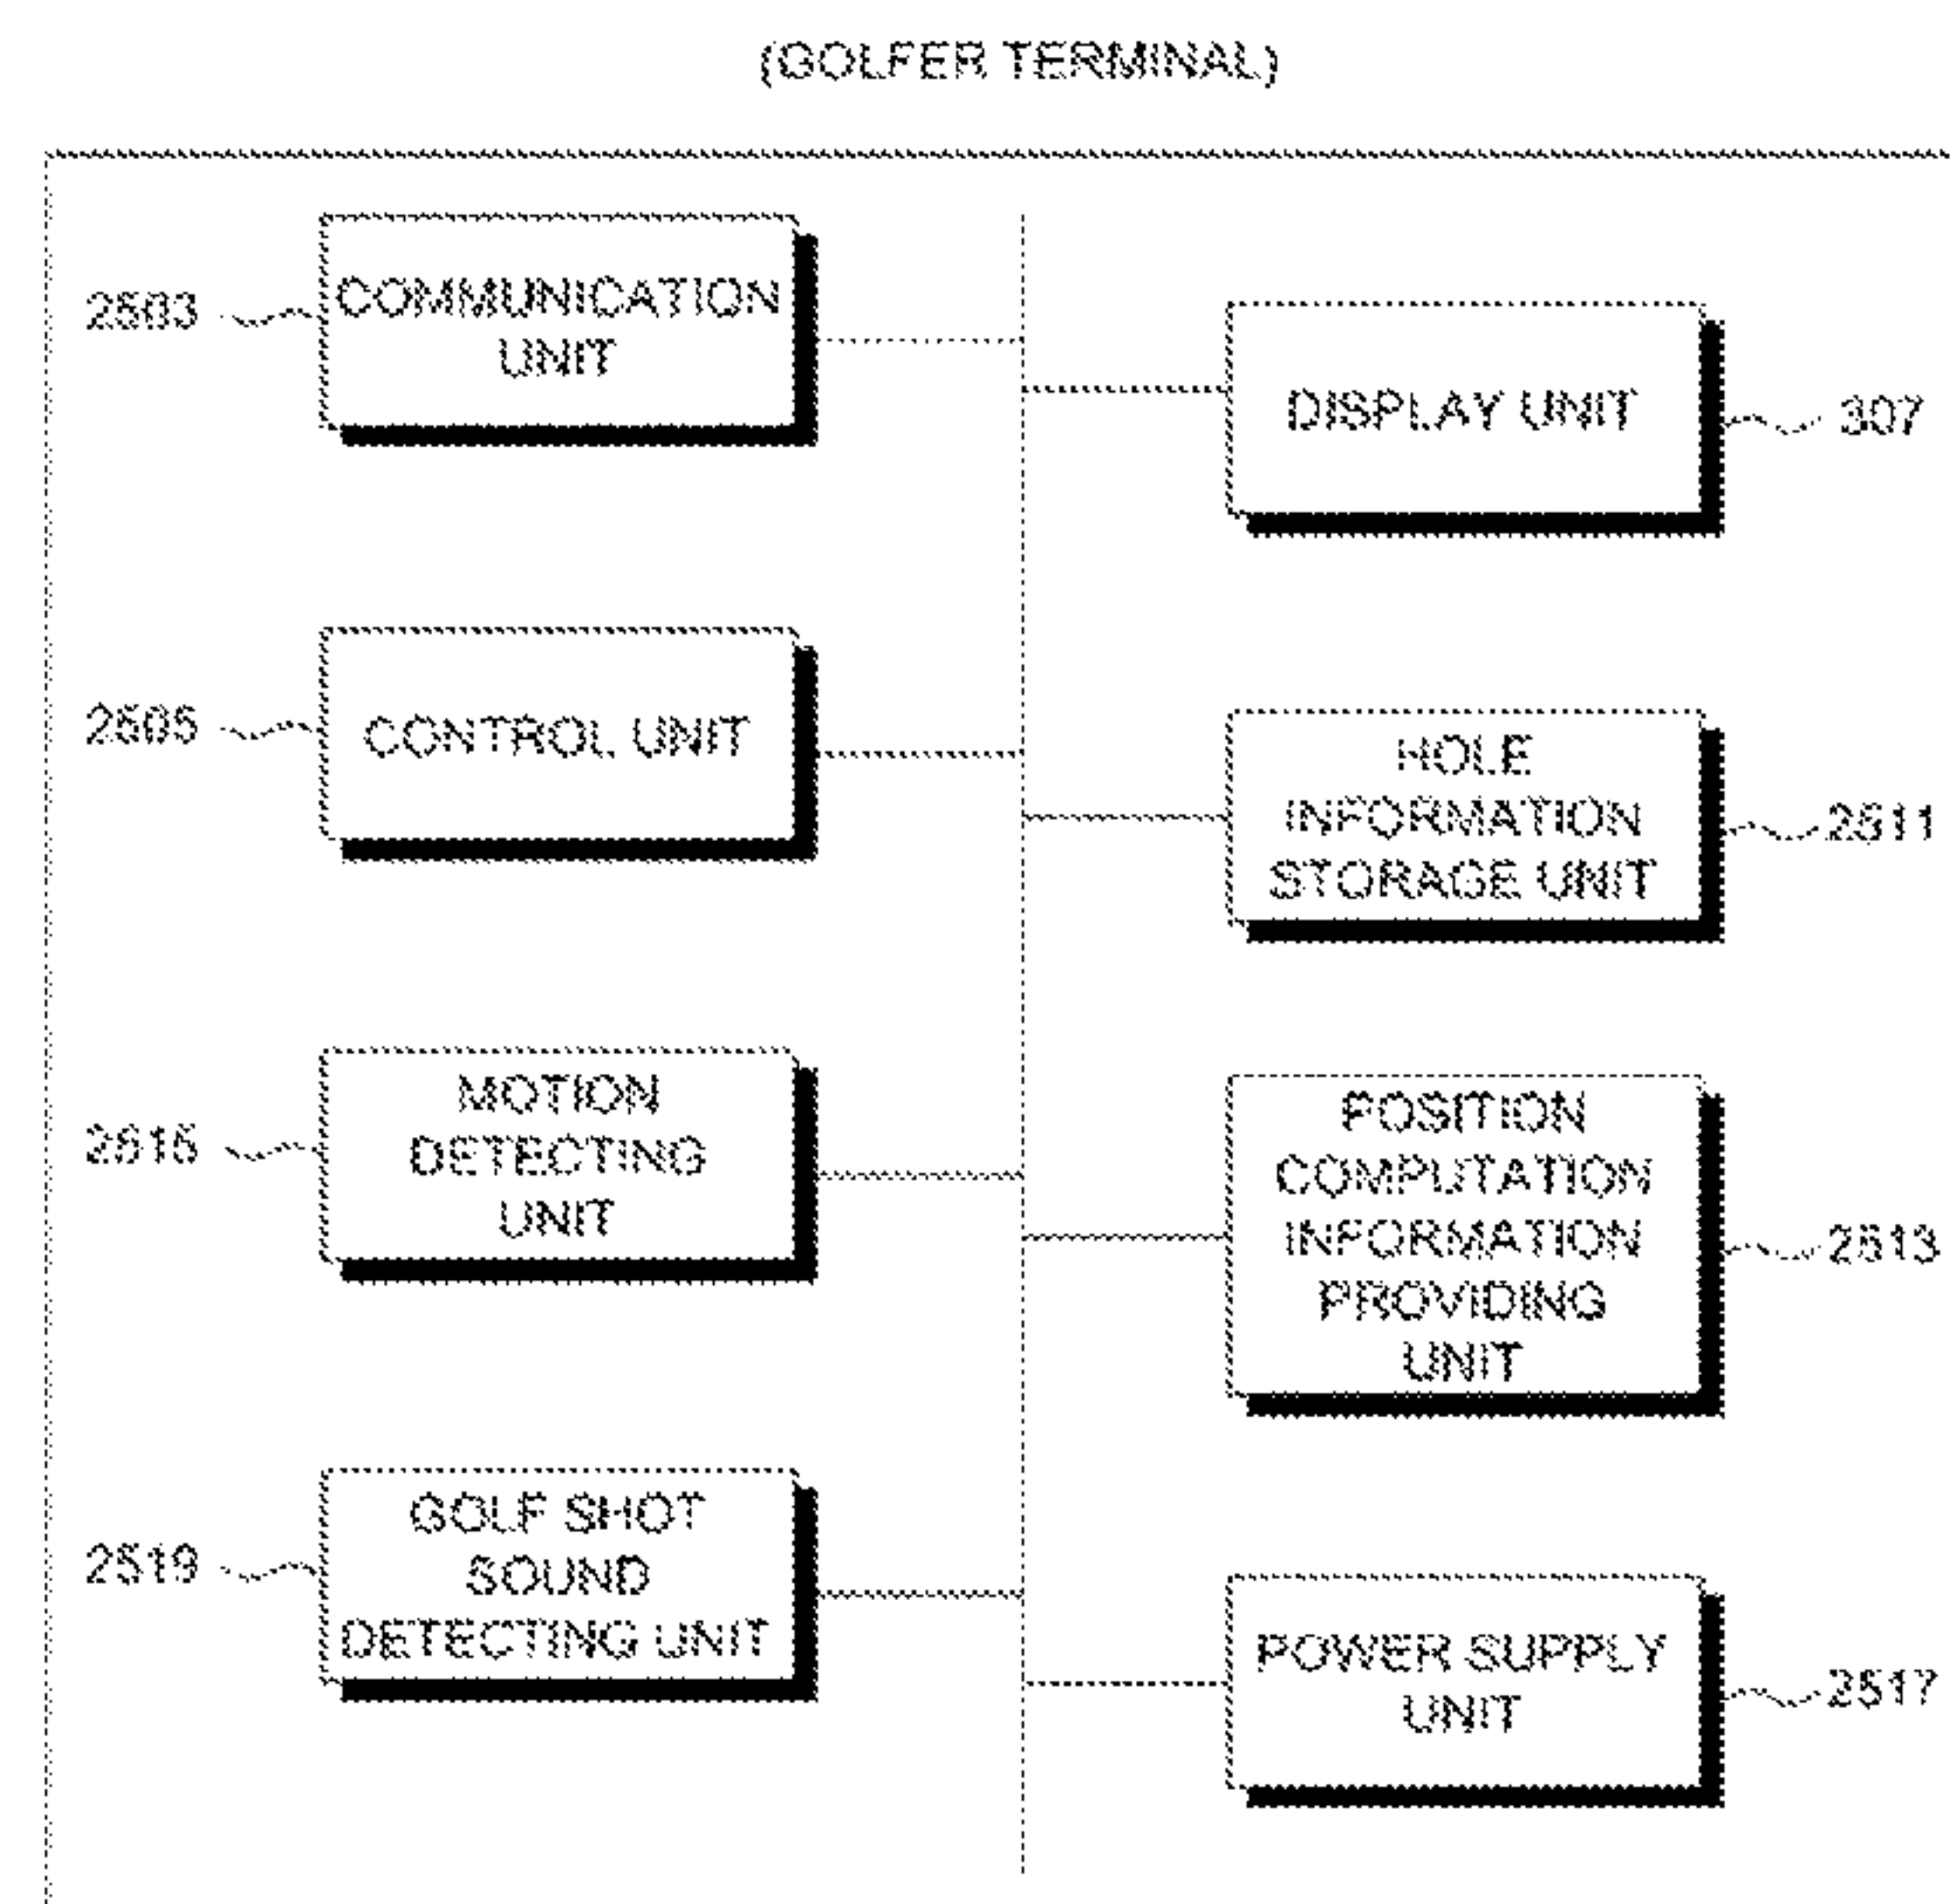 (GOLFER TERMINAL)
2503
COMMUNICATION
UNIT
DISPLAY UNIT
307
2505
CONTROL UNIT
HOLE
INFORMATION
STORAGE UNIT
2511
2515
MOTION
DETECTING
UNIT
POSITION
COMPUTATION
INFORMATION
PROVIDING
UNIT
2513
2519
GOLF SHOT
SOUND
DETECTING UNIT
POWER SUPPLY
UNIT
2517